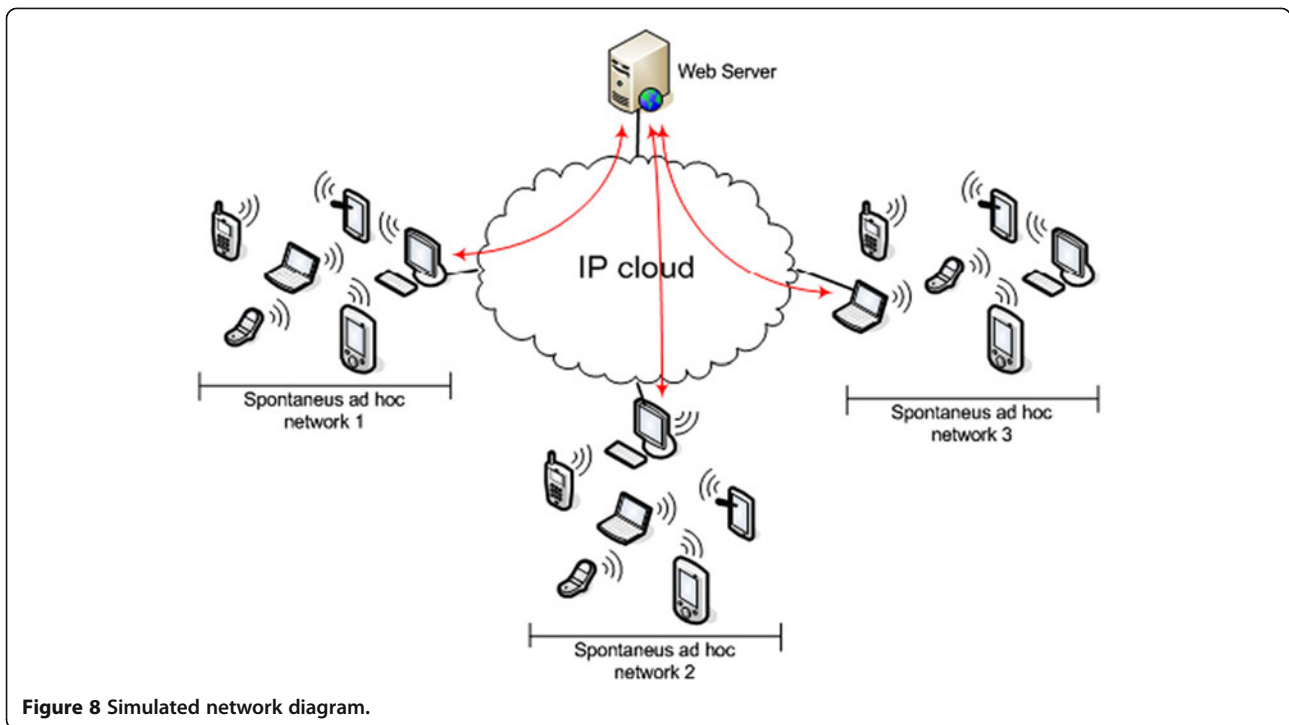 Web Server
IP cloud
Spontaneus ad hoc
network 1
Spontaneus ad hoc
network 3
Spontaneus ad hoc
network 2
Figure 8 Simulated network diagram.